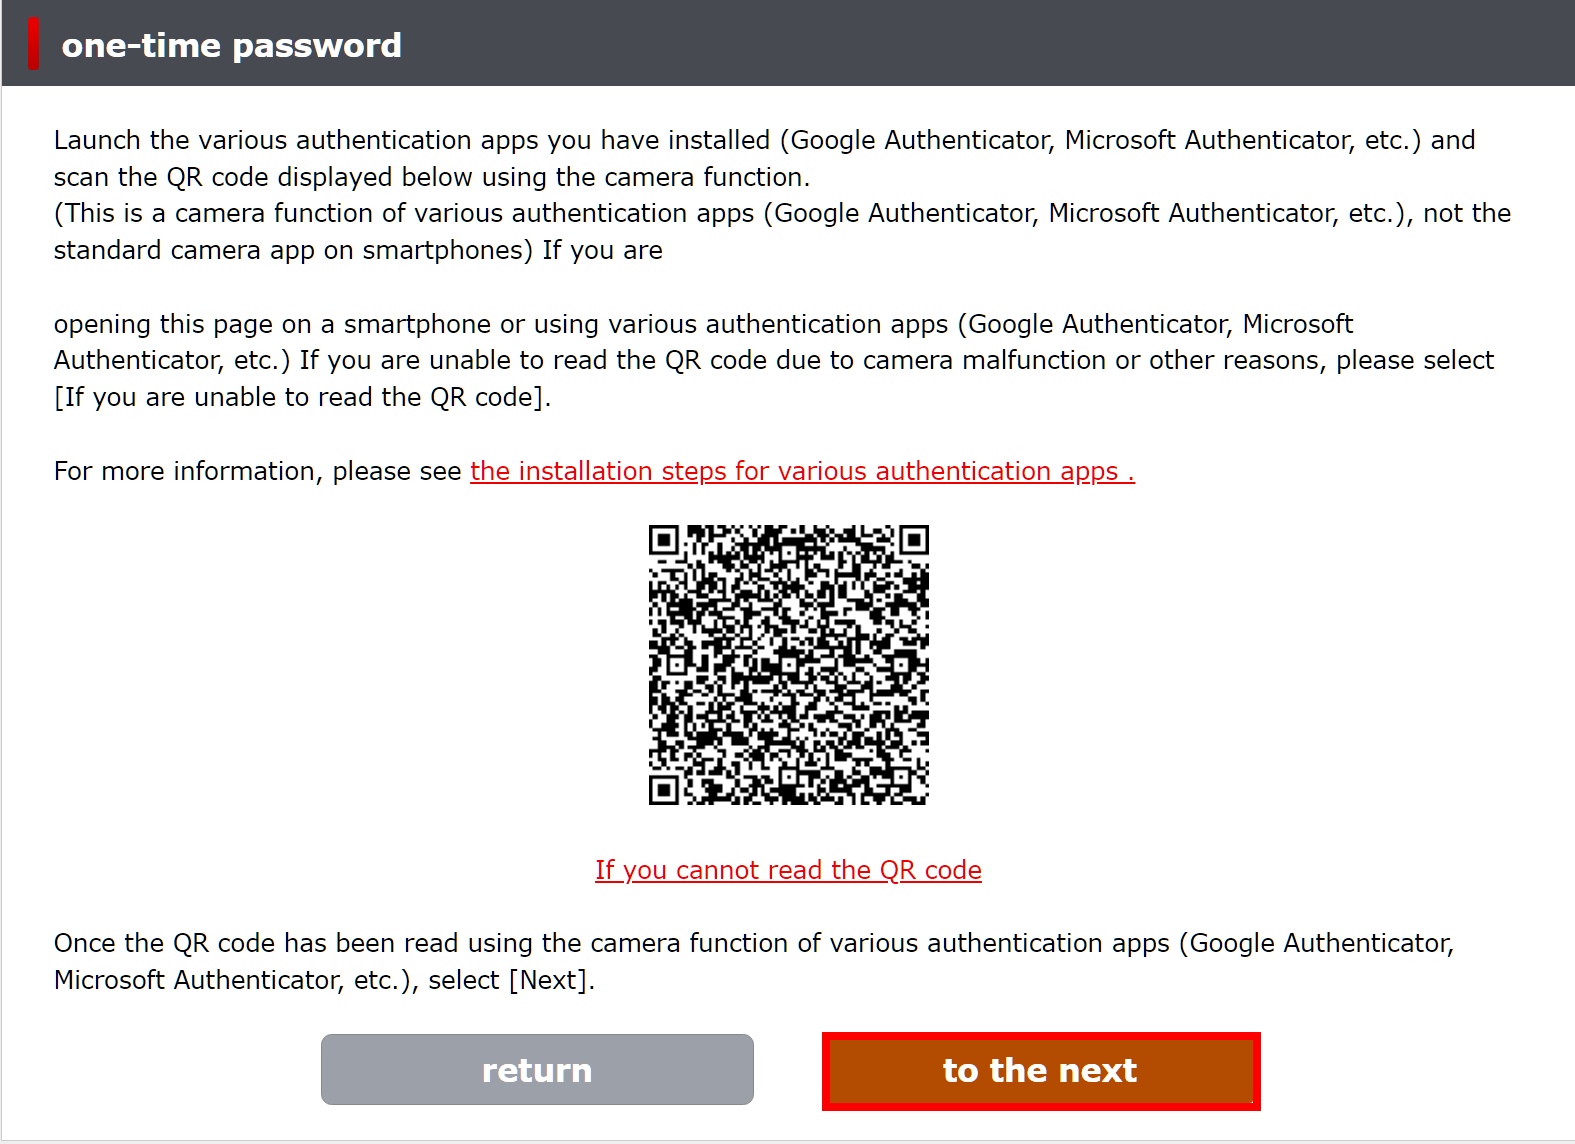 one-time password
Launch the various authentication apps you have installed (Google Authenticator, Microsoft Authenticator, etc.) and
scan the QR code displayed below using the camera function.
(This is a camera function of various authentication apps (Google Authenticator, Microsoft Authenticator, etc.), not the
standard camera app on smartphones) If you are
opening this page on a smartphone or using various authentication apps (Google Authenticator, Microsoft
Authenticator, etc.) If you are unable to read the QR code due to camera malfunction or other reasons, please select
[If you are unable to read the QR code].
For more information, please see the installation steps for various authentication apps .
If you cannot read the QR code
Once the QR code has been read using the camera function of various authentication apps (Google Authenticator,
Microsoft Authenticator, etc.), select [Next].
return
to the next